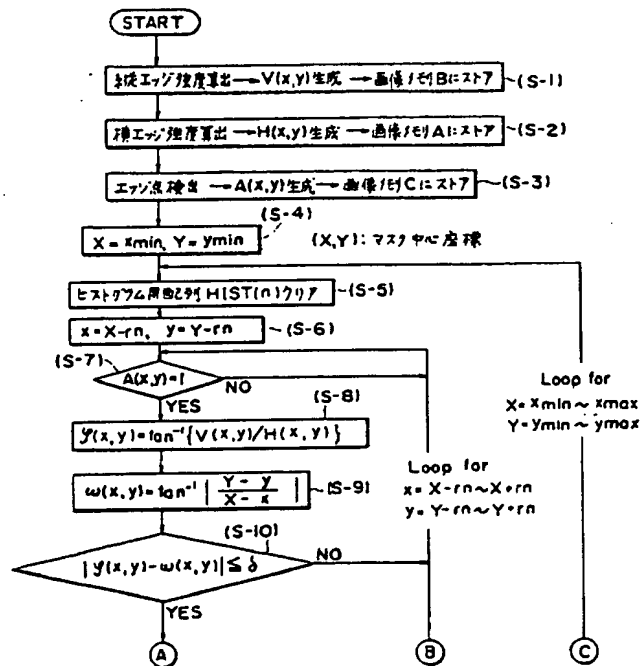 START
縦エッジ強度算出→V(x,y)生成→画像メモリBにストア (S-1)
横エッジ強度算出→H(x,y)生成→画像メモリAにストア (S-2)
エッジ点検出→A(x,y)生成→画像メモリCにストア (S-3)
(S-4)
X = xmin, Y = ymin
(X,Y):マスク中心座標
ヒストグラム用配列HIST(n)クリア (S-5)
x=X-rn, y=Y-rn (S-6)
(S-7)
A(x,y)=1
NO
YES
(S-8)
φ(x,y)=tan⁻¹{V(x,y)/H(x,y)}
ω(x,y)=tan⁻¹|Y-y/X-x| (S-9)
(S-10)
|φ(x,y)-ω(x,y)|≦δ
NO
YES
Loop for
x= X-rn~X+rn
y= Y-rn~Y+rn
Loop for
X= xmin~xmax
Y= ymin~ymax
A
B
C